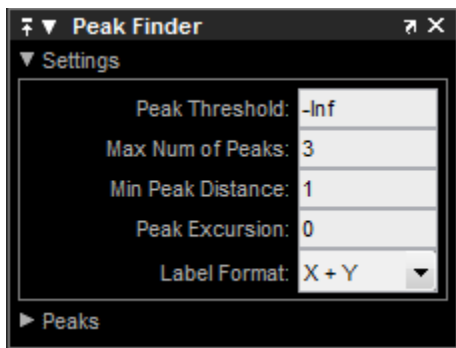 Peak Finder
Settings
Peak Threshold: -Inf
Max Num of Peaks: 3
Min Peak Distance: 1
Peak Excursion: 0
Label Format: X + Y
Peaks